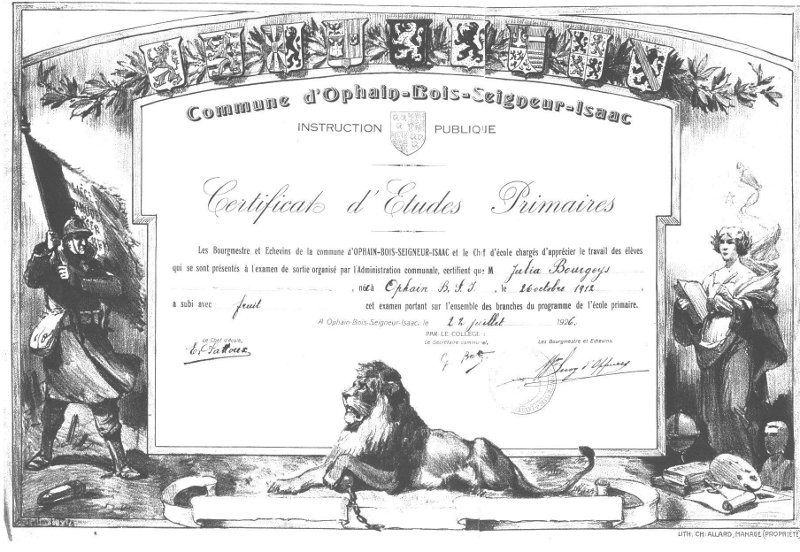 Commune d'Ophain-Bois-Seigneur-Isaac
INSTRUCTION PUBLIQUE
Certificat d'Etudes Primaires
Les Bourgmestre et Echevins de la commune d'OPHAIN-BOIS-SEIGNEUR-ISAAC et le Chef d'école chargés d'apprécier le travail des élèves
qui se sont présentés à l'examen de sortie organisé par l'Administration communale, certifient que M Julia Bourgeys
, né à Ophain B. S. I. , le 26 octobre 1912
a subi avec fruit cet examen portant sur l'ensemble des branches du programme de l'école primaire.
A Ophain-Bois-Seigneur-Isaac, le 22 juillet 1926.
PAR LE COLLEGE :
Le Chef d'école, Le Secrétaire communal, Les Bourgmestre et Echevins,
LITH. CH. ALLARD, MANAGE (PROPRIETE)